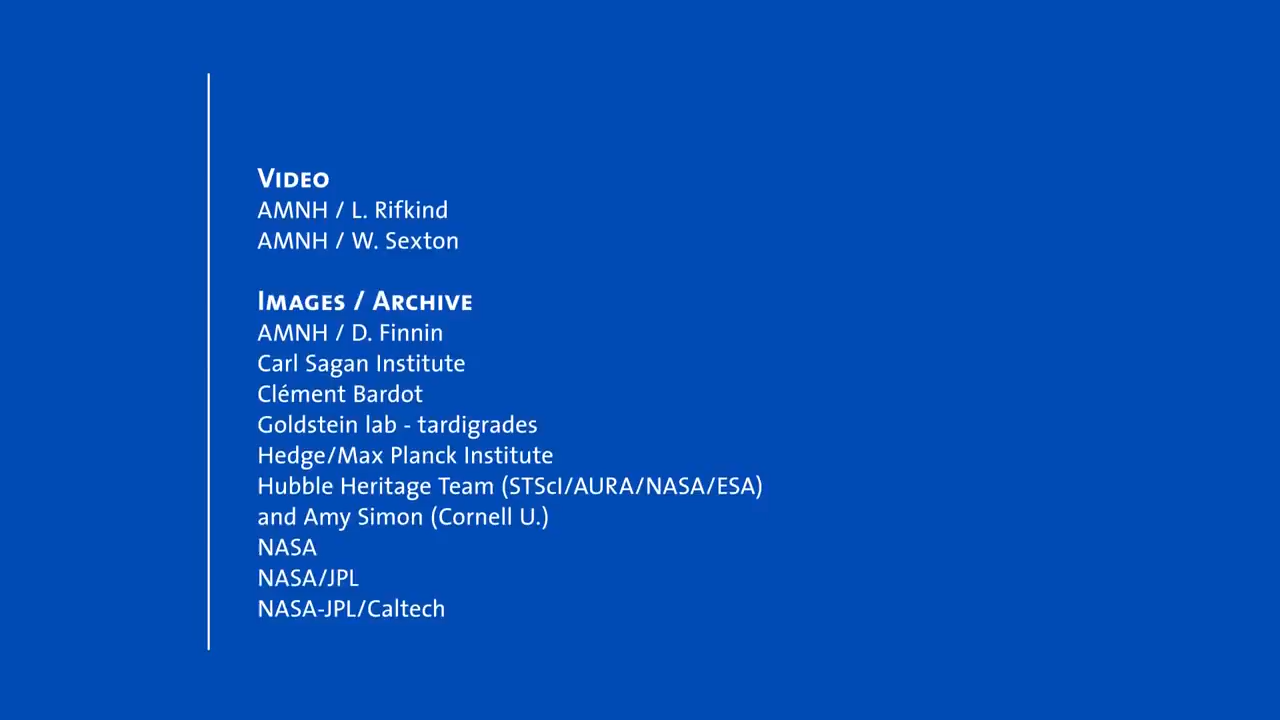 VIDEO
AMNH / L. Rifkind
AMNH / W. Sexton
IMAGES / ARCHIVE
AMNH / D. Finnin
Carl Sagan Institute
Clément Bardot
Goldstein lab - tardigrades
Hedge/Max Planck Institute
Hubble Heritage Team (STScI/AURA/NASA/ESA)
and Amy Simon (Cornell U.)
NASA
NASA/JPL
NASA-JPL/Caltech